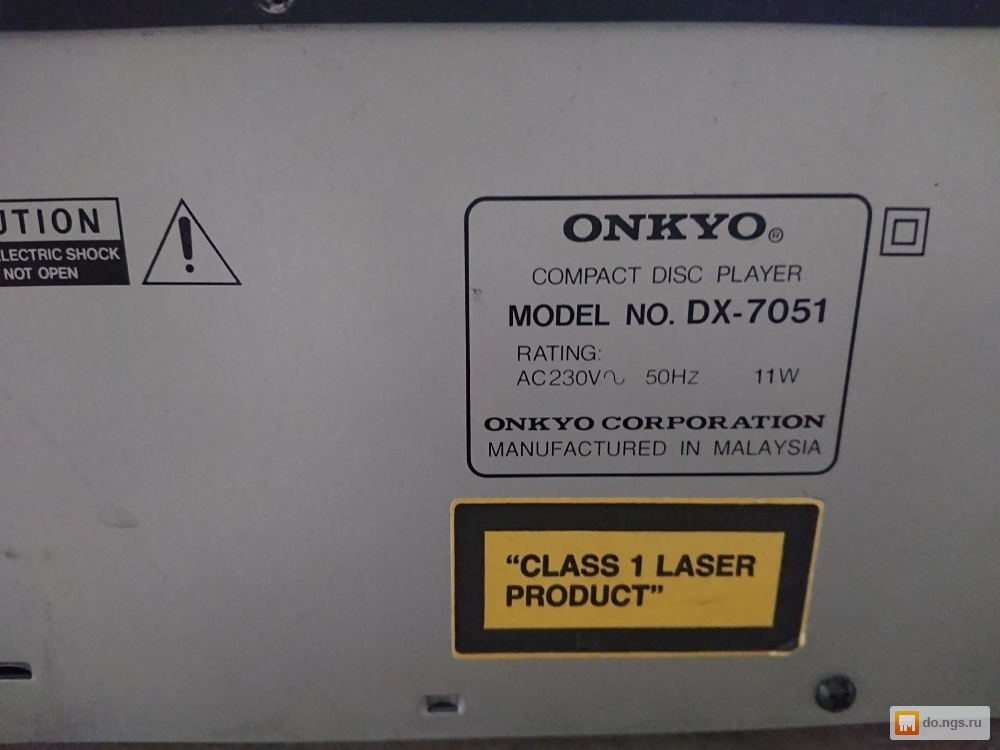 UTION
LECTRIC SHOCK
NOT OPEN
ONKYO®
COMPACT DISC PLAYER
MODEL NO. DX-7051
RATING:
AC230V~ 50Hz 11W
ONKYO CORPORATION
MANUFACTURED IN MALAYSIA
"CLASS 1 LASER
PRODUCT"
do.ngs.ru